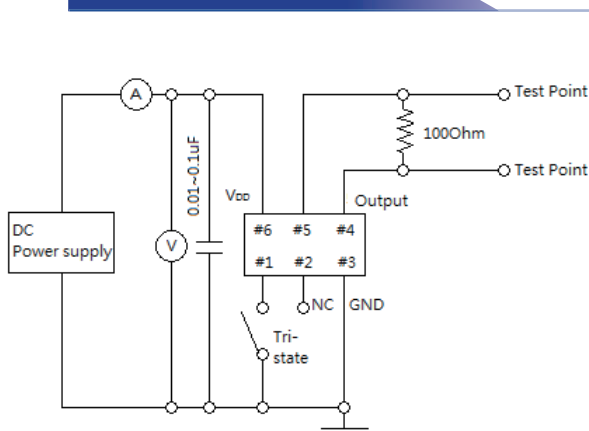 A
Test Point
100Ohm
0.01~0.1uF
Test Point
VDD
Output
DC
Power supply
V
#6 #5 #4
#1 #2 #3
NC GND
Tri-
state